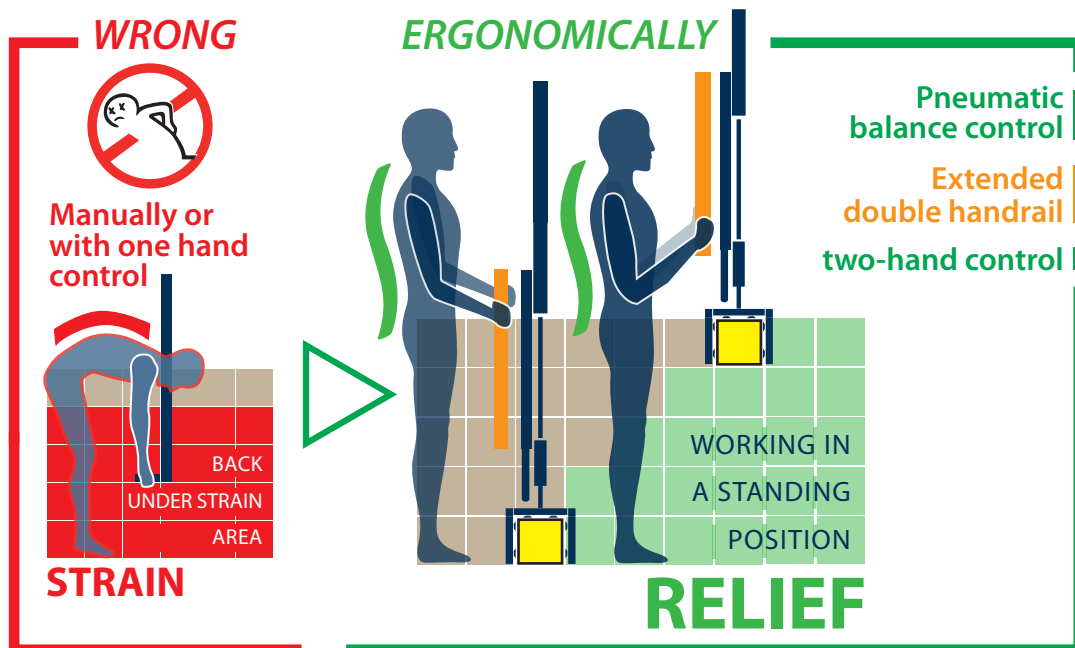 WRONG
Manually or
with one hand
control
BACK
UNDER STRAIN
AREA
STRAIN
ERGONOMICALLY
Pneumatic
balance control
Extended
double handrail
two-hand control
WORKING IN
A STANDING
POSITION
RELIEF